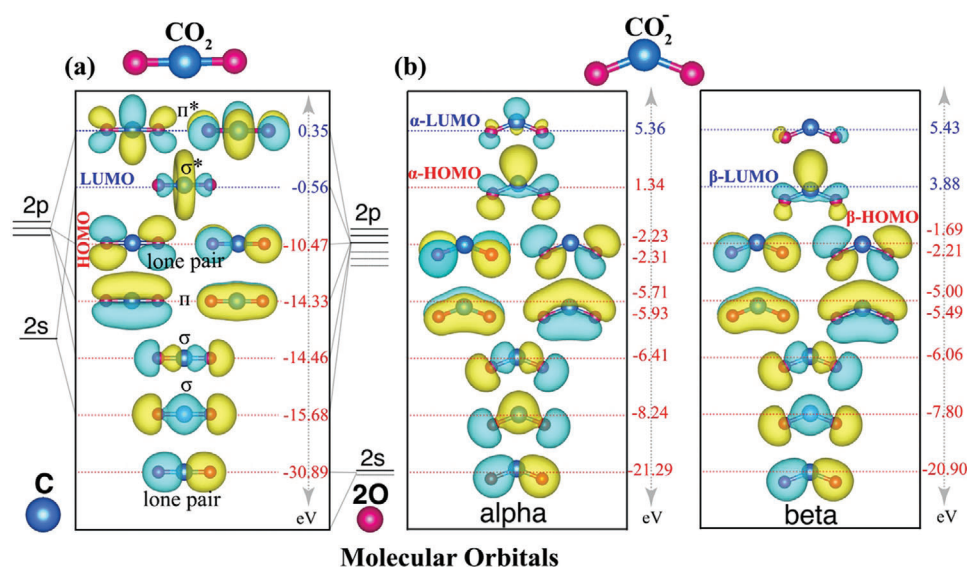 CO2
CO2-
(a)
(b)
π*
0.35
LUMO
σ*
-0.56
2p
2p
HOMO
-10.47
lone pair
-14.33
π
2s
σ
-14.46
σ
-15.68
2s
-30.89
lone pair
C
2O
eV
α-LUMO
5.36
α-HOMO
1.34
-2.23
-2.31
-5.71
-5.93
-6.41
-8.24
-21.29
alpha
eV
5.43
β-LUMO
3.88
β-HOMO
-1.69
-2.21
-5.00
-5.49
-6.06
-7.80
-20.90
beta
eV
Molecular Orbitals